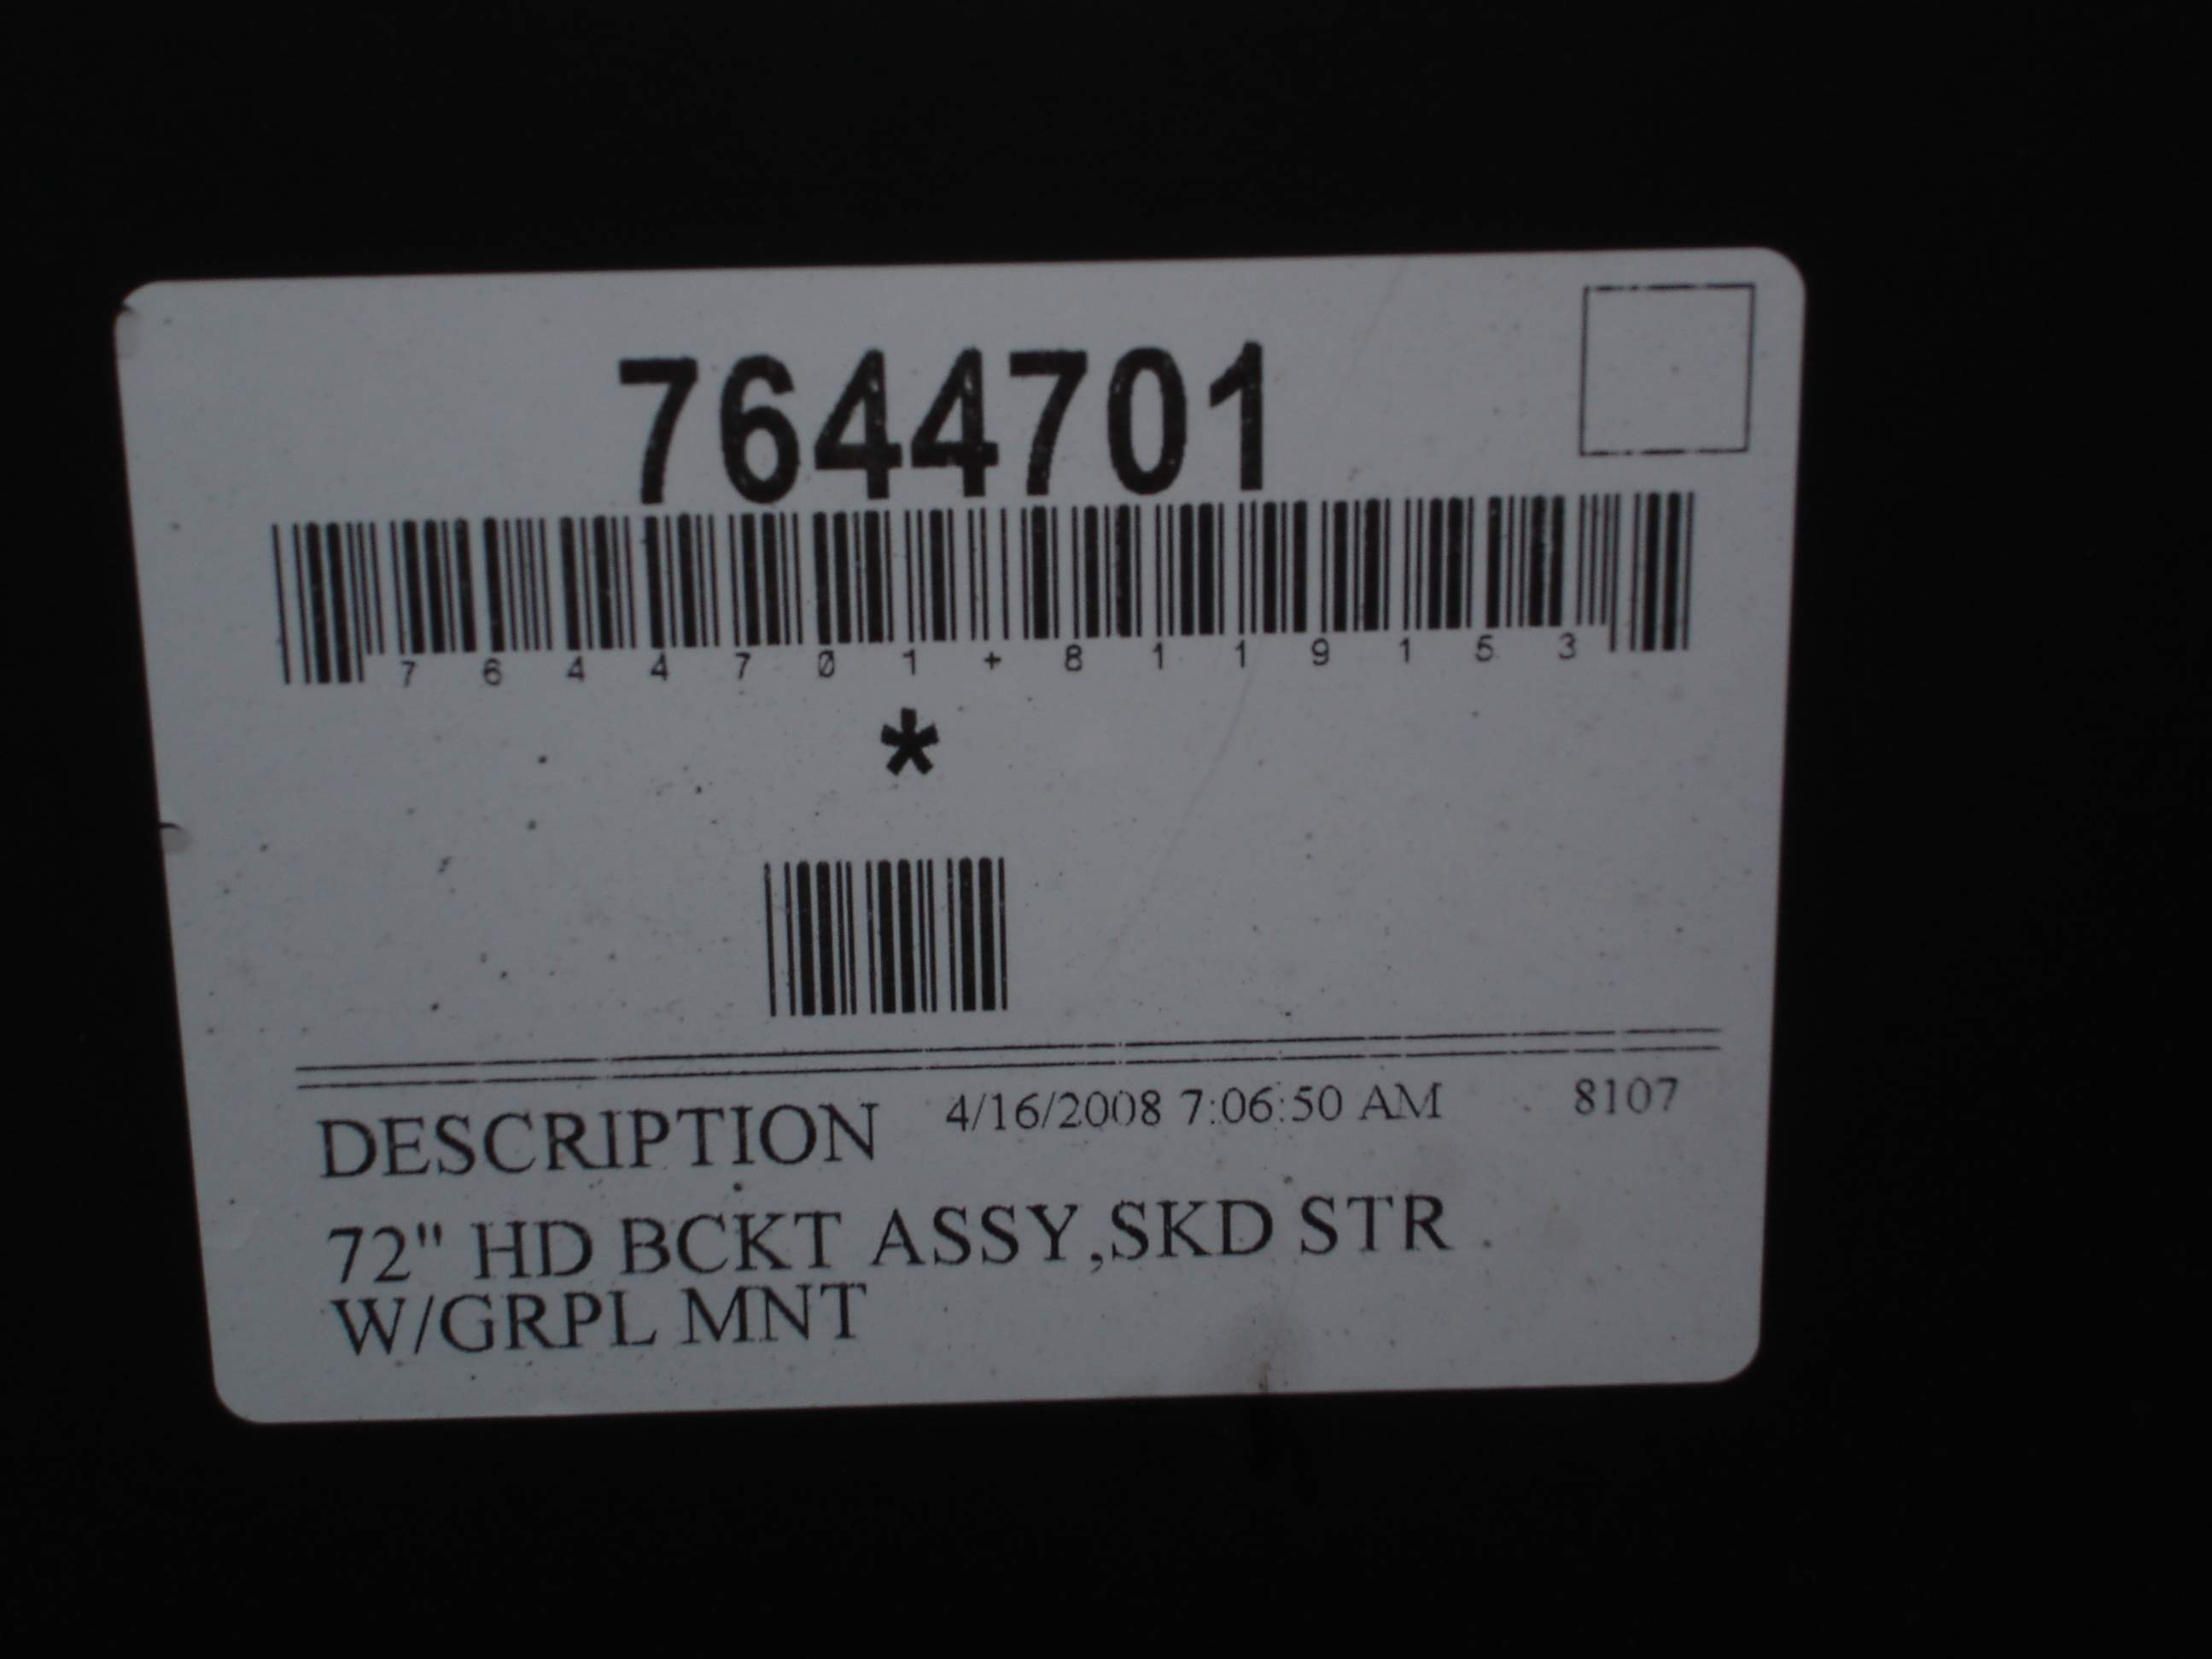 7644701
7644701+8119153
*
DESCRIPTION 4/16/2008 7:06:50 AM 8107
72" HD BCKT ASSY,SKD STR
W/GRPL MNT